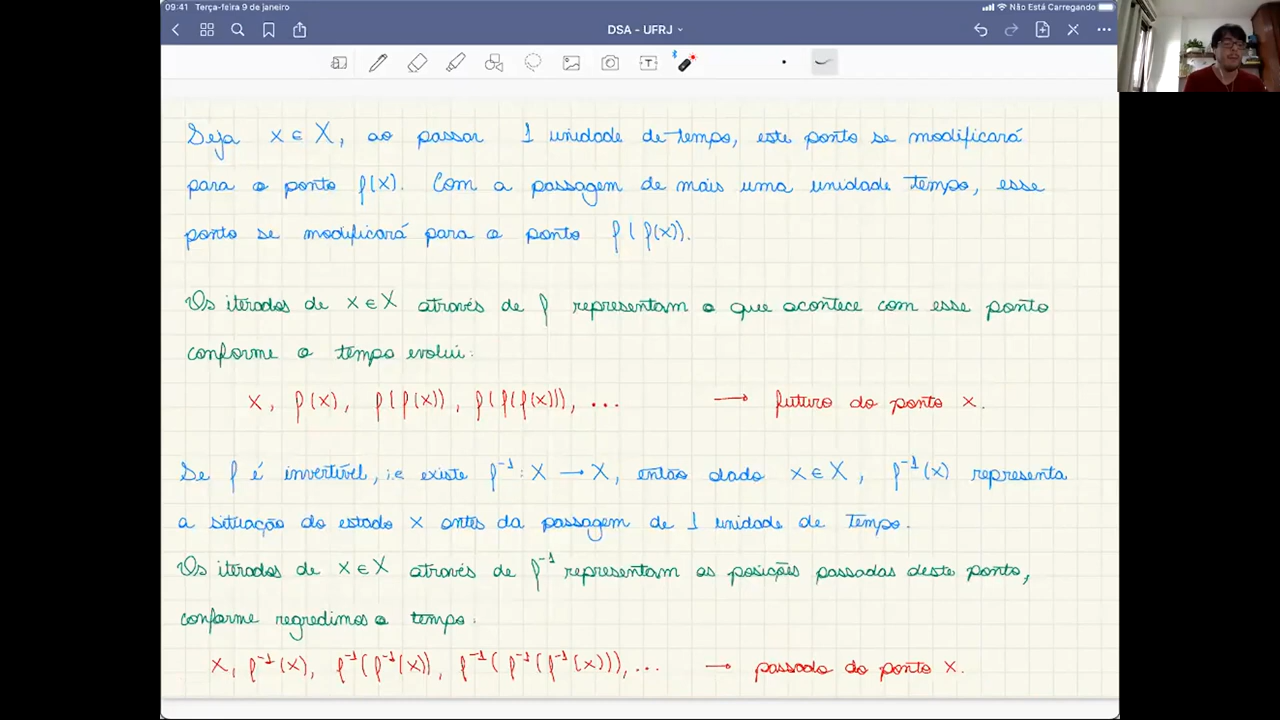 09:41 Terça-feira 9 de janeiro
Não Está Carregando
DSA - UFRJ
Seja x ∈ X, ao passar 1 unidade de tempo, este ponto se modificará
para o ponto f(x). Com a passagem de mais uma unidade tempo, esse
ponto se modificará para o ponto f(f(x)).
Os iterados de x ∈ X através de f representam o que acontece com esse ponto
conforme o tempo evolui:
x, f(x), f(f(x)), f(f(f(x))), ... → futuro do ponto x.
Se f é invertível, i.e existe f⁻¹: X → X, então dado x ∈ X, f⁻¹(x) representa
a situação do estado x antes da passagem de 1 unidade de tempo.
Os iterados de x ∈ X através de f⁻¹ representam as posições passadas deste ponto,
conforme regredimos o tempo.
x, f⁻¹(x), f⁻¹(f⁻¹(x)), f⁻¹(f⁻¹(f⁻¹(x))), ... → passado do ponto x.